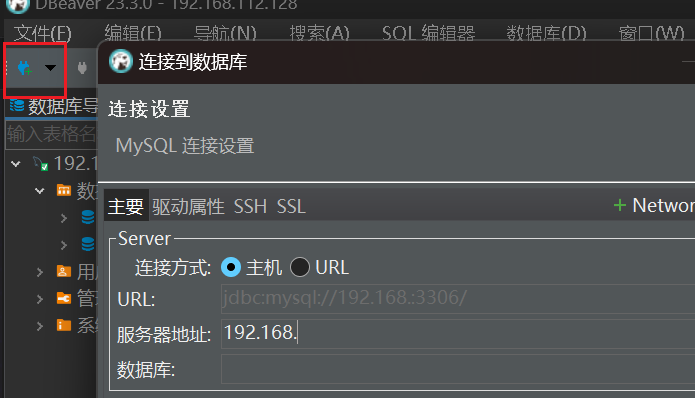 DBeaver 23.3.0 - 192.168.112.128
文件(F) 编辑(E) 导航(N) 搜索(A) SQL 编辑器 数据库(D) 窗口(W)
连接到数据库
连接设置
MySQL 连接设置
数据库导
输入表格名
192.1
数据
用户
管理
系统
主要 驱动属性 SSH SSL
+ Networ
Server
连接方式: 主机 URL
URL: jdbc:mysql://192.168.:3306/
服务器地址: 192.168.
数据库: